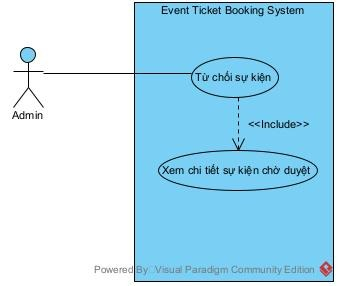 Event Ticket Booking System
Từ chối sự kiện
Admin
<<Include>>
Xem chi tiết sự kiện chờ duyệt
Powered By Visual Paradigm Community Edition